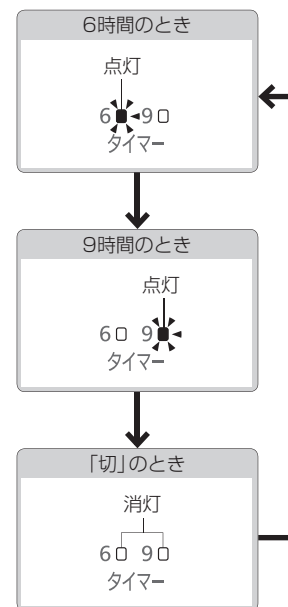 6時間のとき
点灯
6 9
タイマー
9時間のとき
点灯
6 9
タイマー
「切」のとき
消灯
6 9
タイマー